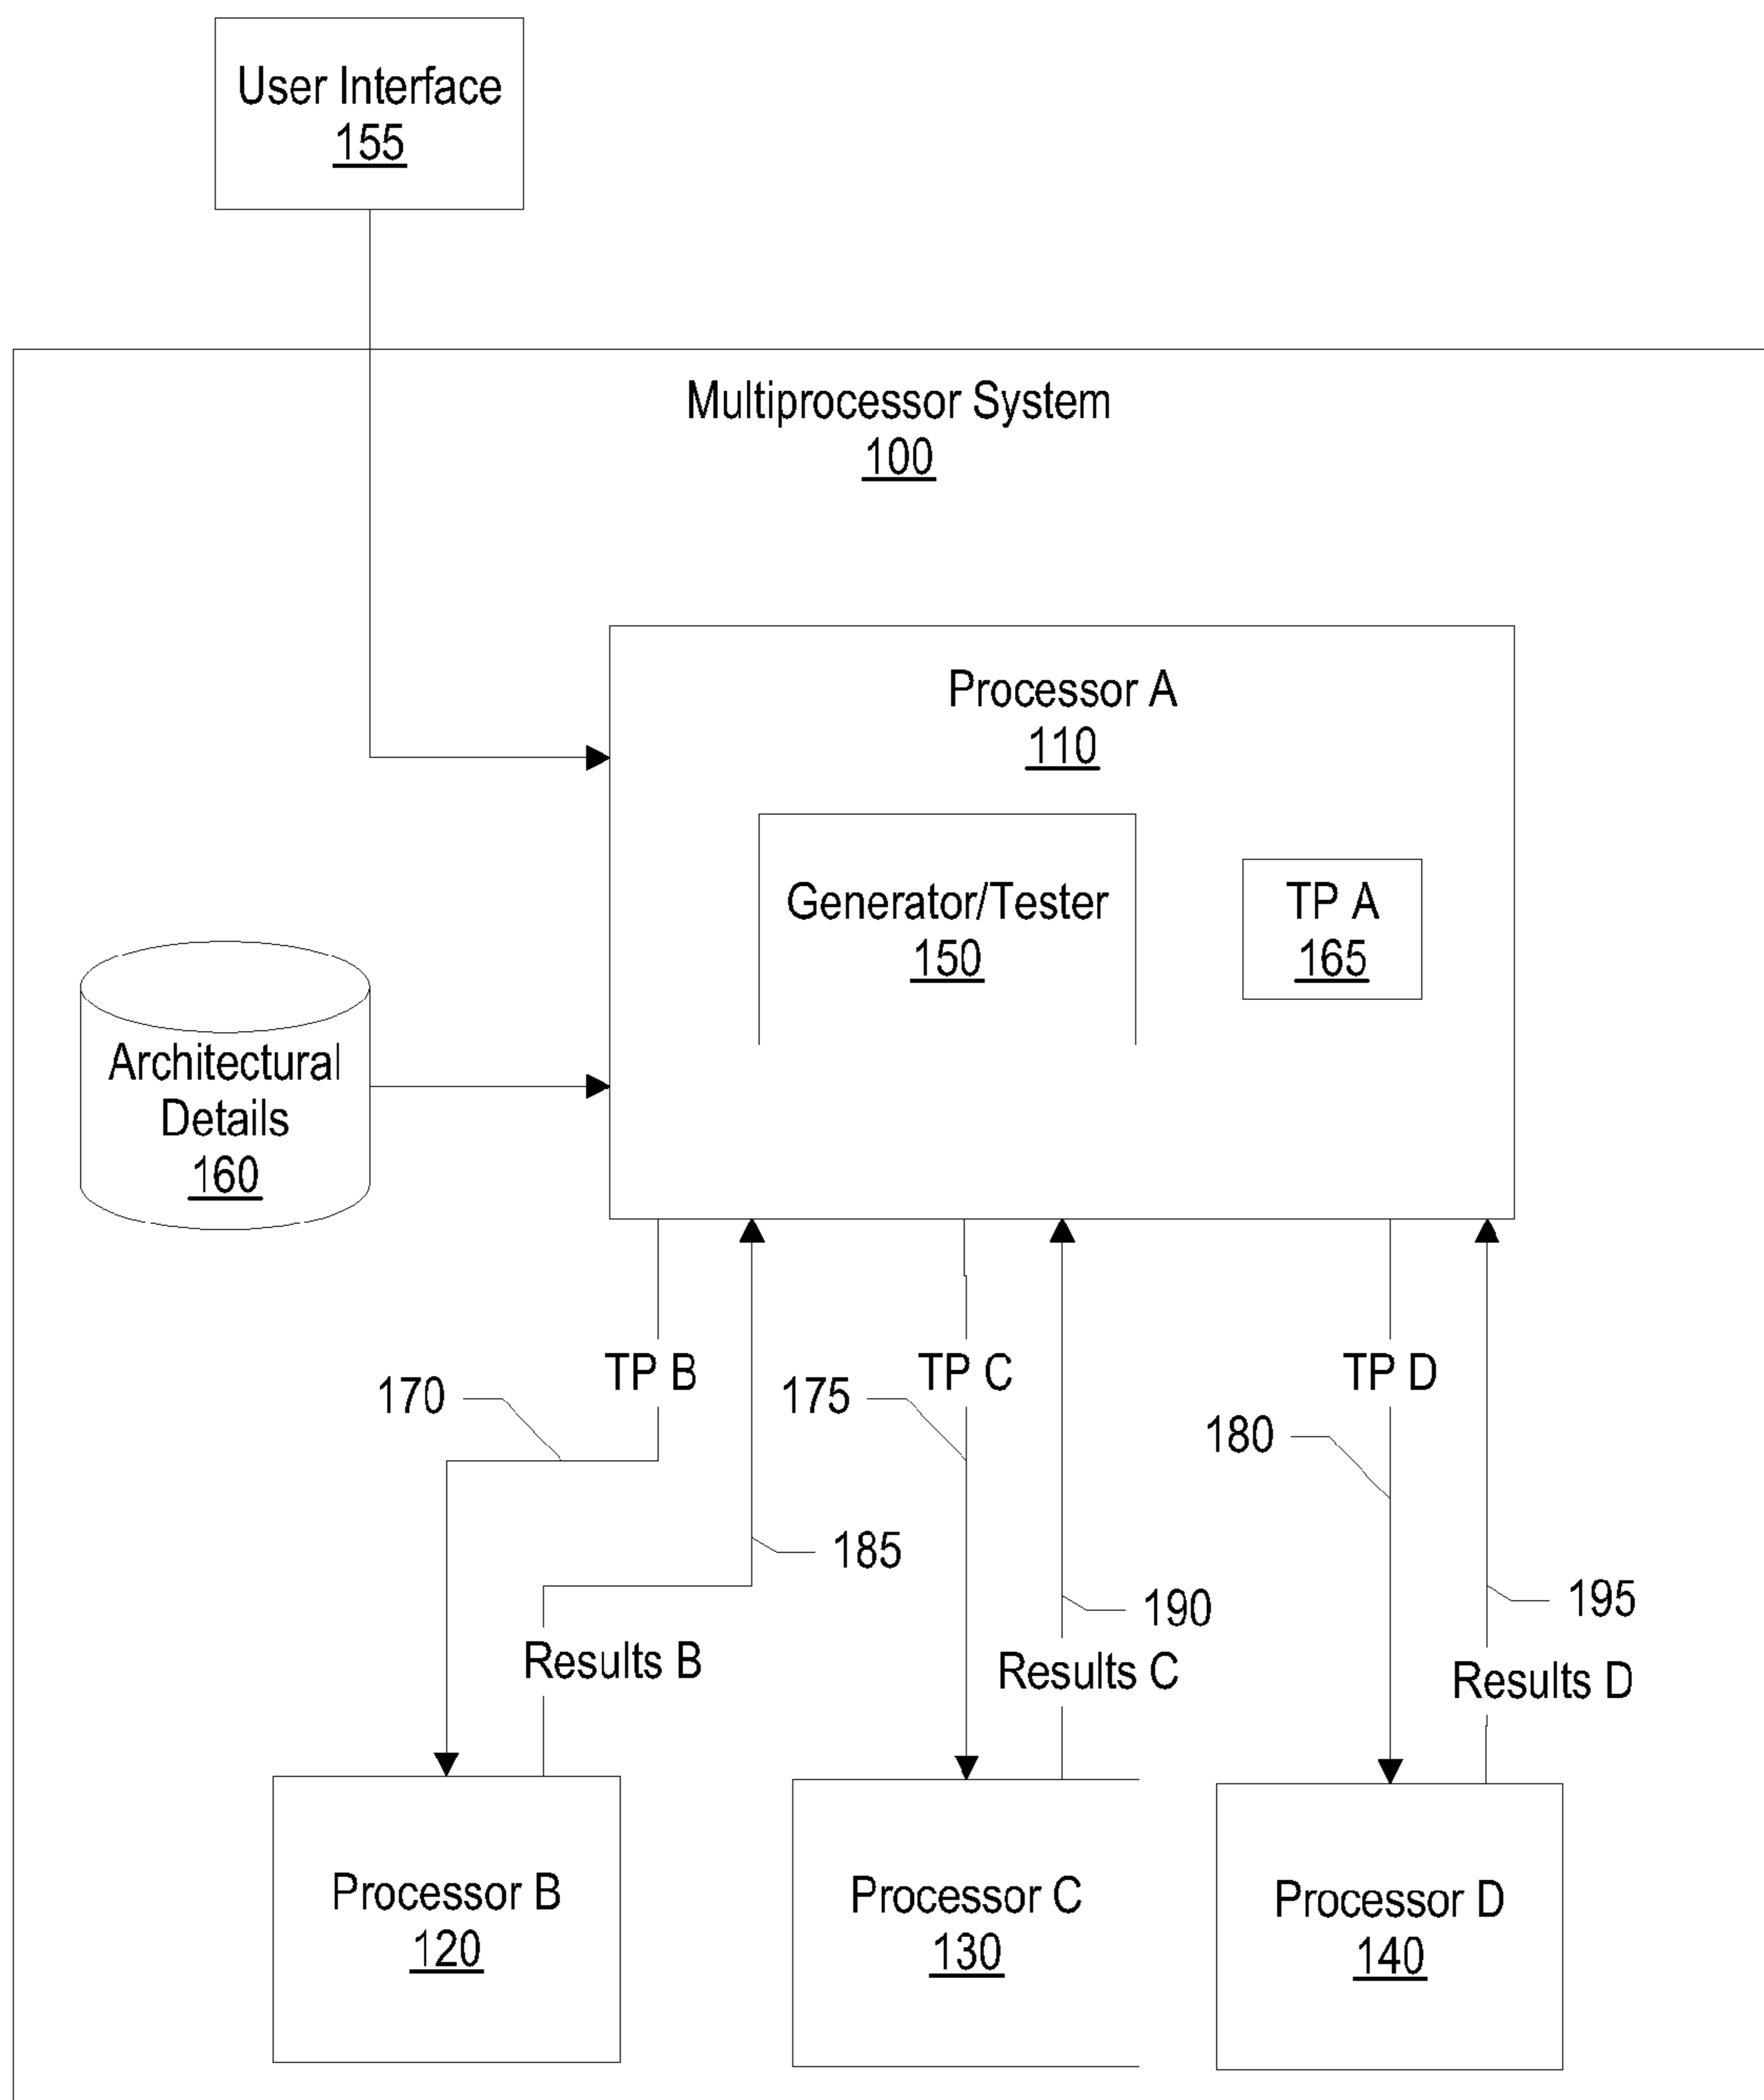 User Interface
155
Multiprocessor System
100
Processor A
110
Generator/Tester
150
TP A
165
Architectural
Details
160
TP B
TP C
TP D
170
175
180
185
190
195
Results B
Results C
Results D
Processor B
120
Processor C
130
Processor D
140